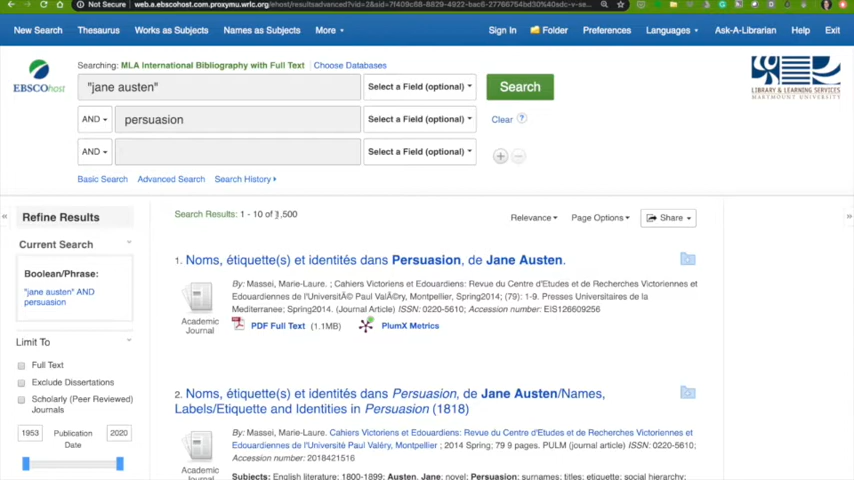 Not Secure web.a.ebscohost.com.proxymu.wrlc.org/ehost/resultsadvanced?vid=2&sid=7f409c68-8829-4922-bac6-27766754bd30%40sdc-v-se...
New Search Thesaurus Works as Subjects Names as Subjects More Sign In Folder Preferences Languages Ask-A-Librarian Help Exit
Searching: MLA International Bibliography with Full Text Choose Databases
EBSCOhost
"jane austen" Select a Field (optional) Search
AND persuasion Select a Field (optional) Clear ?
AND Select a Field (optional)
LIBRARY & LEARNING SERVICES
MARYMOUNT UNIVERSITY
Basic Search Advanced Search Search History
Refine Results
Search Results: 1 - 10 of 1,500 Relevance Page Options Share
Current Search
Boolean/Phrase:
"jane austen" AND
persuasion
Limit To
Full Text
Exclude Dissertations
Scholarly (Peer Reviewed)
Journals
1953 Publication 2020
Date
1. Noms, étiquette(s) et identités dans Persuasion, de Jane Austen.
By: Massei, Marie-Laure. ; Cahiers Victoriens et Edouardiens: Revue du Centre d'Etudes et de Recherches Victoriennes et
Edouardiennes de l'UniversitÃ© Paul ValÃ©ry, Montpellier, Spring2014; (79): 1-9. Presses Universitaires de la
Mediterranee; Spring2014. (Journal Article) ISSN: 0220-5610; Accession number: EIS126609256
Academic
Journal
PDF Full Text (1.1MB) PlumX Metrics
2. Noms, étiquette(s) et identités dans Persuasion, de Jane Austen/Names,
Labels/Etiquette and Identities in Persuasion (1818)
By: Massei, Marie-Laure. Cahiers Victoriens et Edouardiens: Revue du Centre d'Etudes et de Recherches Victoriennes et
Edouardiennes de l'Université Paul Valéry, Montpellier ; 2014 Spring; 79 9 pages. PULM (journal article) ISSN: 0220-5610;
Accession number: 2018421516
Academic
Subjects: English literature; 1800-1899; Austen, Jane; novel; Persuasion; surnames; titles; etiquette; social hierarchy;